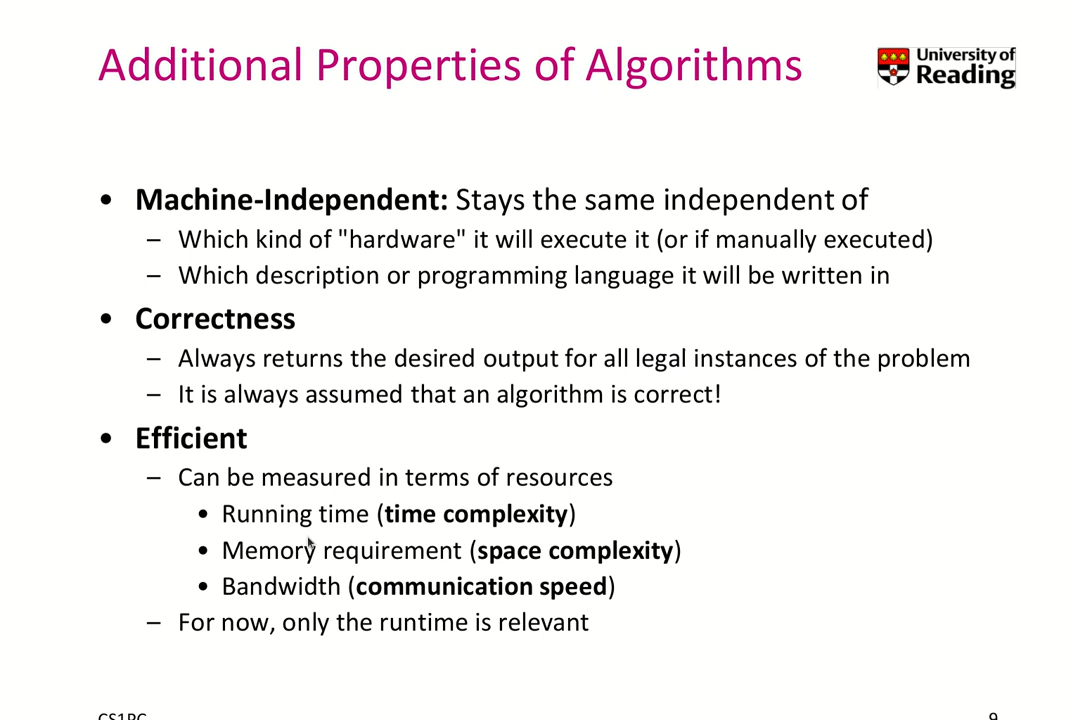 Additional Properties of Algorithms
University of
Reading
• Machine-Independent: Stays the same independent of
– Which kind of "hardware" it will execute it (or if manually executed)
– Which description or programming language it will be written in
• Correctness
– Always returns the desired output for all legal instances of the problem
– It is always assumed that an algorithm is correct!
• Efficient
– Can be measured in terms of resources
• Running time (time complexity)
• Memory requirement (space complexity)
• Bandwidth (communication speed)
– For now, only the runtime is relevant
9